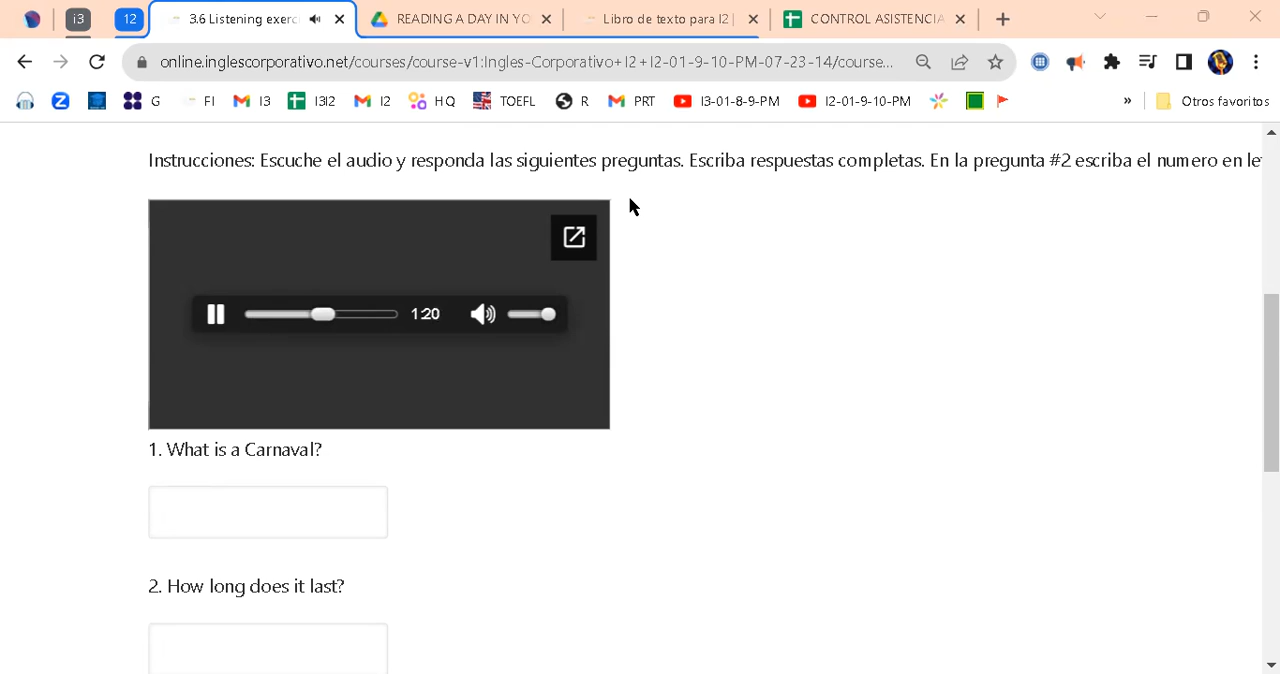 i3 12 3.6 Listening exerc READING A DAY IN YO Libro de texto para I2 | CONTROL ASISTENCIA
online.inglescorporativo.net/courses/course-v1:Ingles-Corporativo+I2+I2-01-9-10-PM-07-23-14/course...
G FI I3 I3I2 I2 HQ TOEFL R PRT I3-01-8-9-PM I2-01-9-10-PM » Otros favoritos
Instrucciones: Escuche el audio y responda las siguientes preguntas. Escriba respuestas completas. En la pregunta #2 escriba el numero en le
1:20
1. What is a Carnaval?
2. How long does it last?